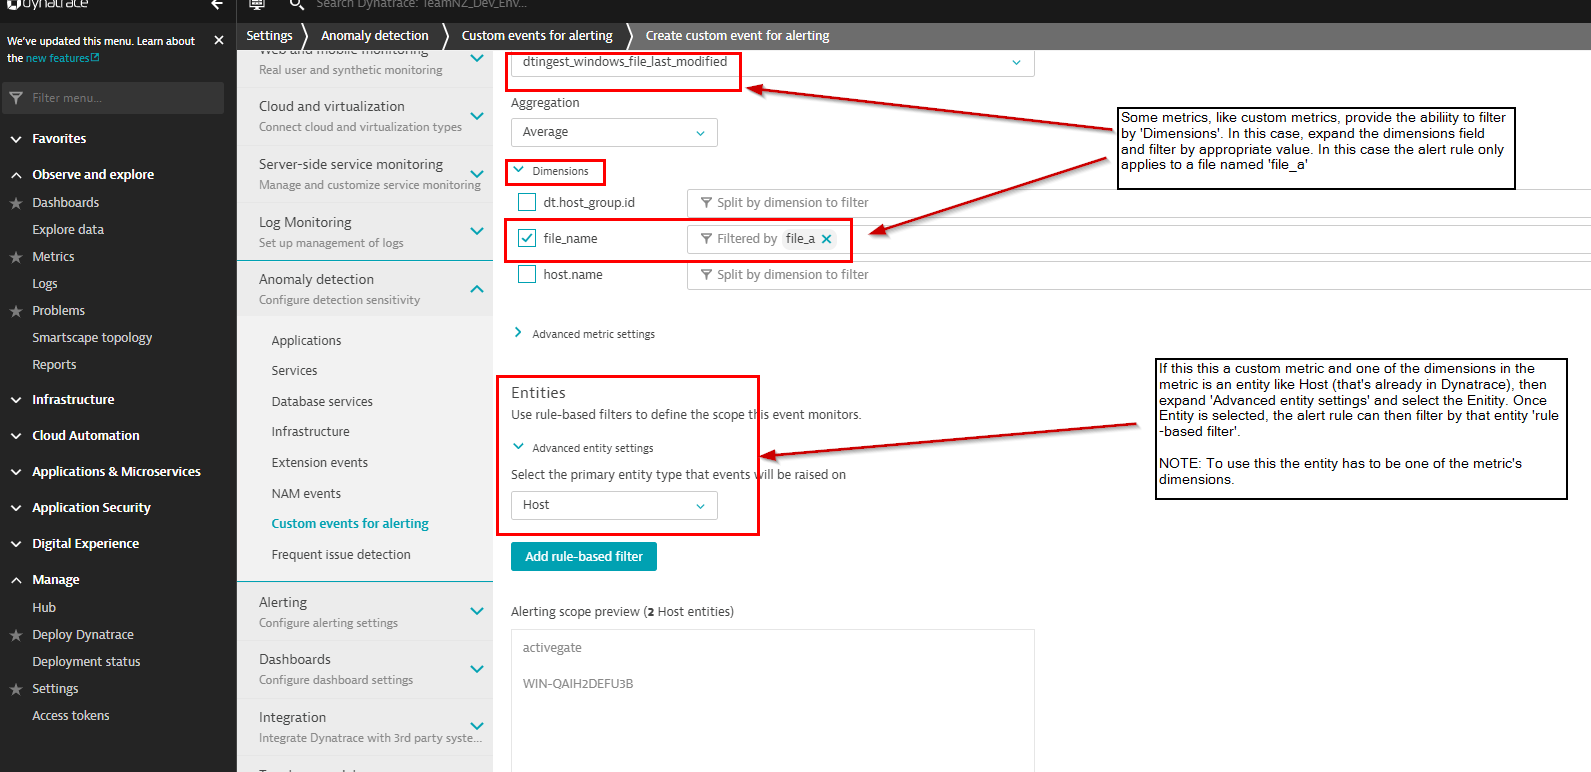 dynatrace
Search Dynatrace: TeamNZ_Dev_Env...
We've updated this menu. Learn about
the new features
Filter menu...
Favorites
Observe and explore
Dashboards
Explore data
Metrics
Logs
Problems
Smartscape topology
Reports
Infrastructure
Cloud Automation
Applications & Microservices
Application Security
Digital Experience
Manage
Hub
Deploy Dynatrace
Deployment status
Settings
Access tokens
Settings
Anomaly detection
Custom events for alerting
Create custom event for alerting
Web and mobile monitoring
Real user and synthetic monitoring
Cloud and virtualization
Connect cloud and virtualization types
Server-side service monitoring
Manage and customize service monitoring
Log Monitoring
Set up management of logs
Anomaly detection
Configure detection sensitivity
Applications
Services
Database services
Infrastructure
Extension events
NAM events
Custom events for alerting
Frequent issue detection
Alerting
Configure alerting settings
Dashboards
Configure dashboard settings
Integration
Integrate Dynatrace with 3rd party syste...
dtingest_windows_file_last_modified
Aggregation
Average
Dimensions
dt.host_group.id
Split by dimension to filter
file_name
Filtered by file_a
host.name
Split by dimension to filter
Advanced metric settings
Entities
Use rule-based filters to define the scope this event monitors.
Advanced entity settings
Select the primary entity type that events will be raised on
Host
Add rule-based filter
Alerting scope preview (2 Host entities)
activegate
WIN-QAIH2DEFU3B
Some metrics, like custom metrics, provide the abiliity to filter
by 'Dimensions'. In this case, expand the dimensions field
and filter by appropriate value. In this case the alert rule only
applies to a file named 'file_a'
If this this a custom metric and one of the dimensions in the
metric is an entity like Host (that's already in Dynatrace), then
expand 'Advanced entity settings' and select the Entity. Once
Entity is selected, the alert rule can then filter by that entity 'rule
-based filter'.
NOTE: To use this the entity has to be one of the metric's
dimensions.